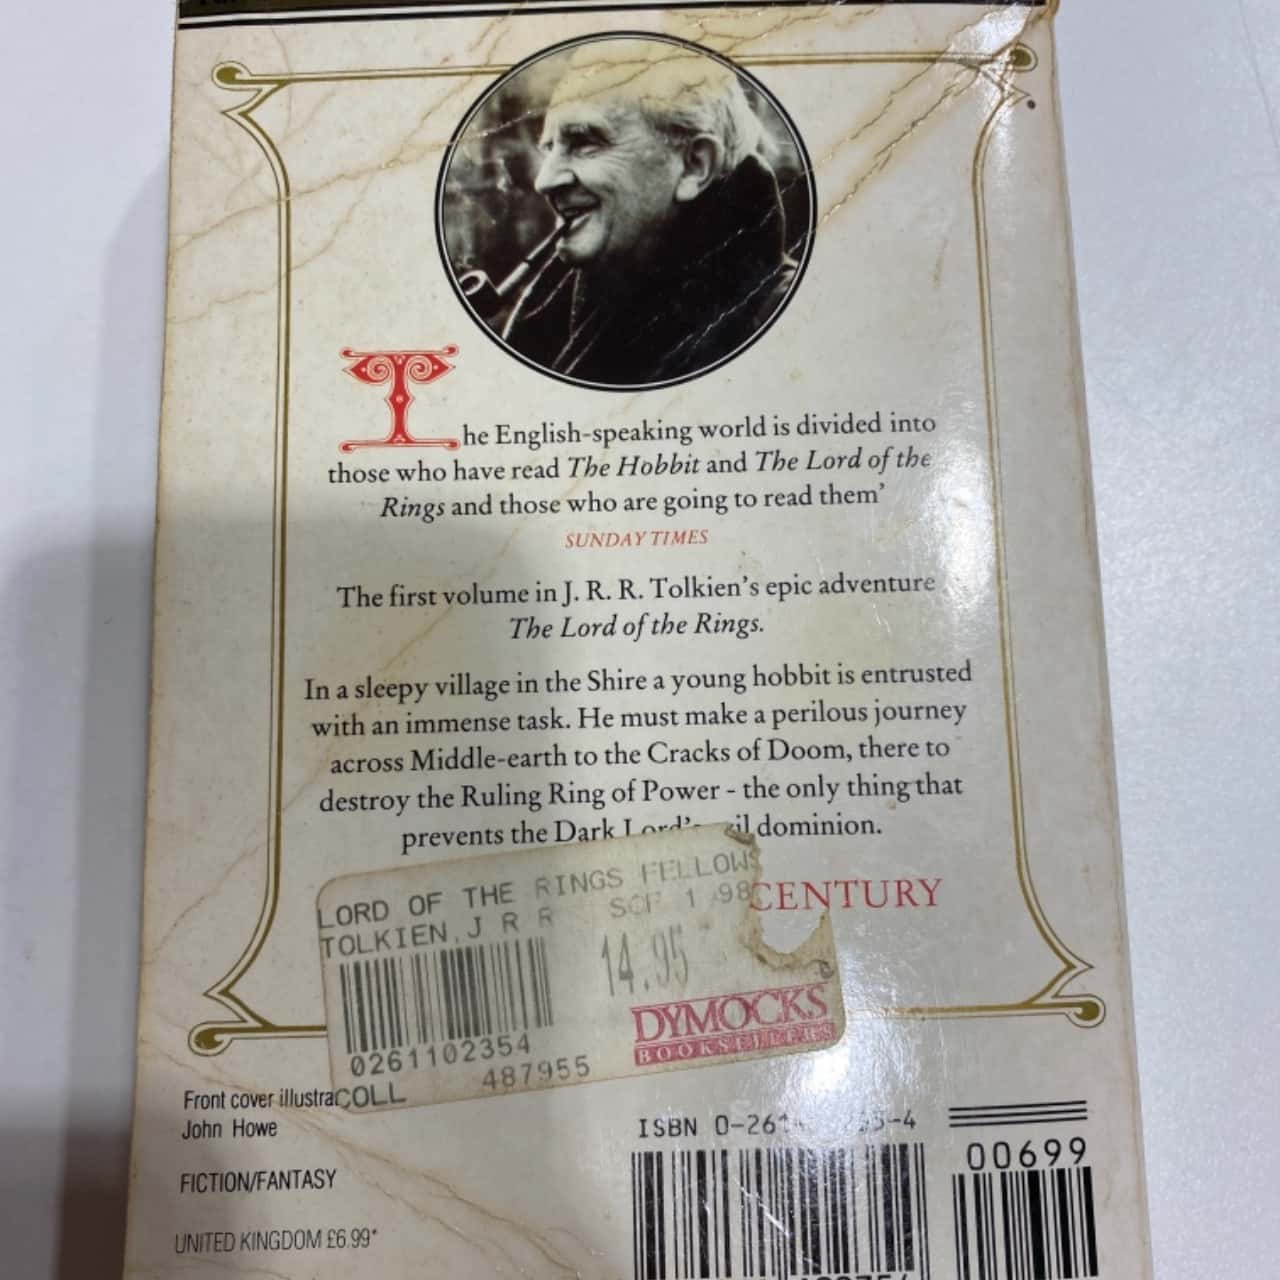 The English-speaking world is divided into
those who have read The Hobbit and The Lord of the
Rings and those who are going to read them’
SUNDAY TIMES
The first volume in J. R. R. Tolkien’s epic adventure
The Lord of the Rings.
In a sleepy village in the Shire a young hobbit is entrusted
with an immense task. He must make a perilous journey
across Middle-earth to the Cracks of Doom, there to
destroy the Ruling Ring of Power - the only thing that
prevents the Dark Lord’s evil dominion.
CENTURY
LORD OF THE RINGS FELLOWS
TOLKIEN,J R R
14.95
DYMOCKS
BOOKSELLERS
0261102354
487955
COLL
Front cover illustra
John Howe
FICTION/FANTASY
UNITED KINGDOM £6.99*
ISBN 0-261
5-4
00699